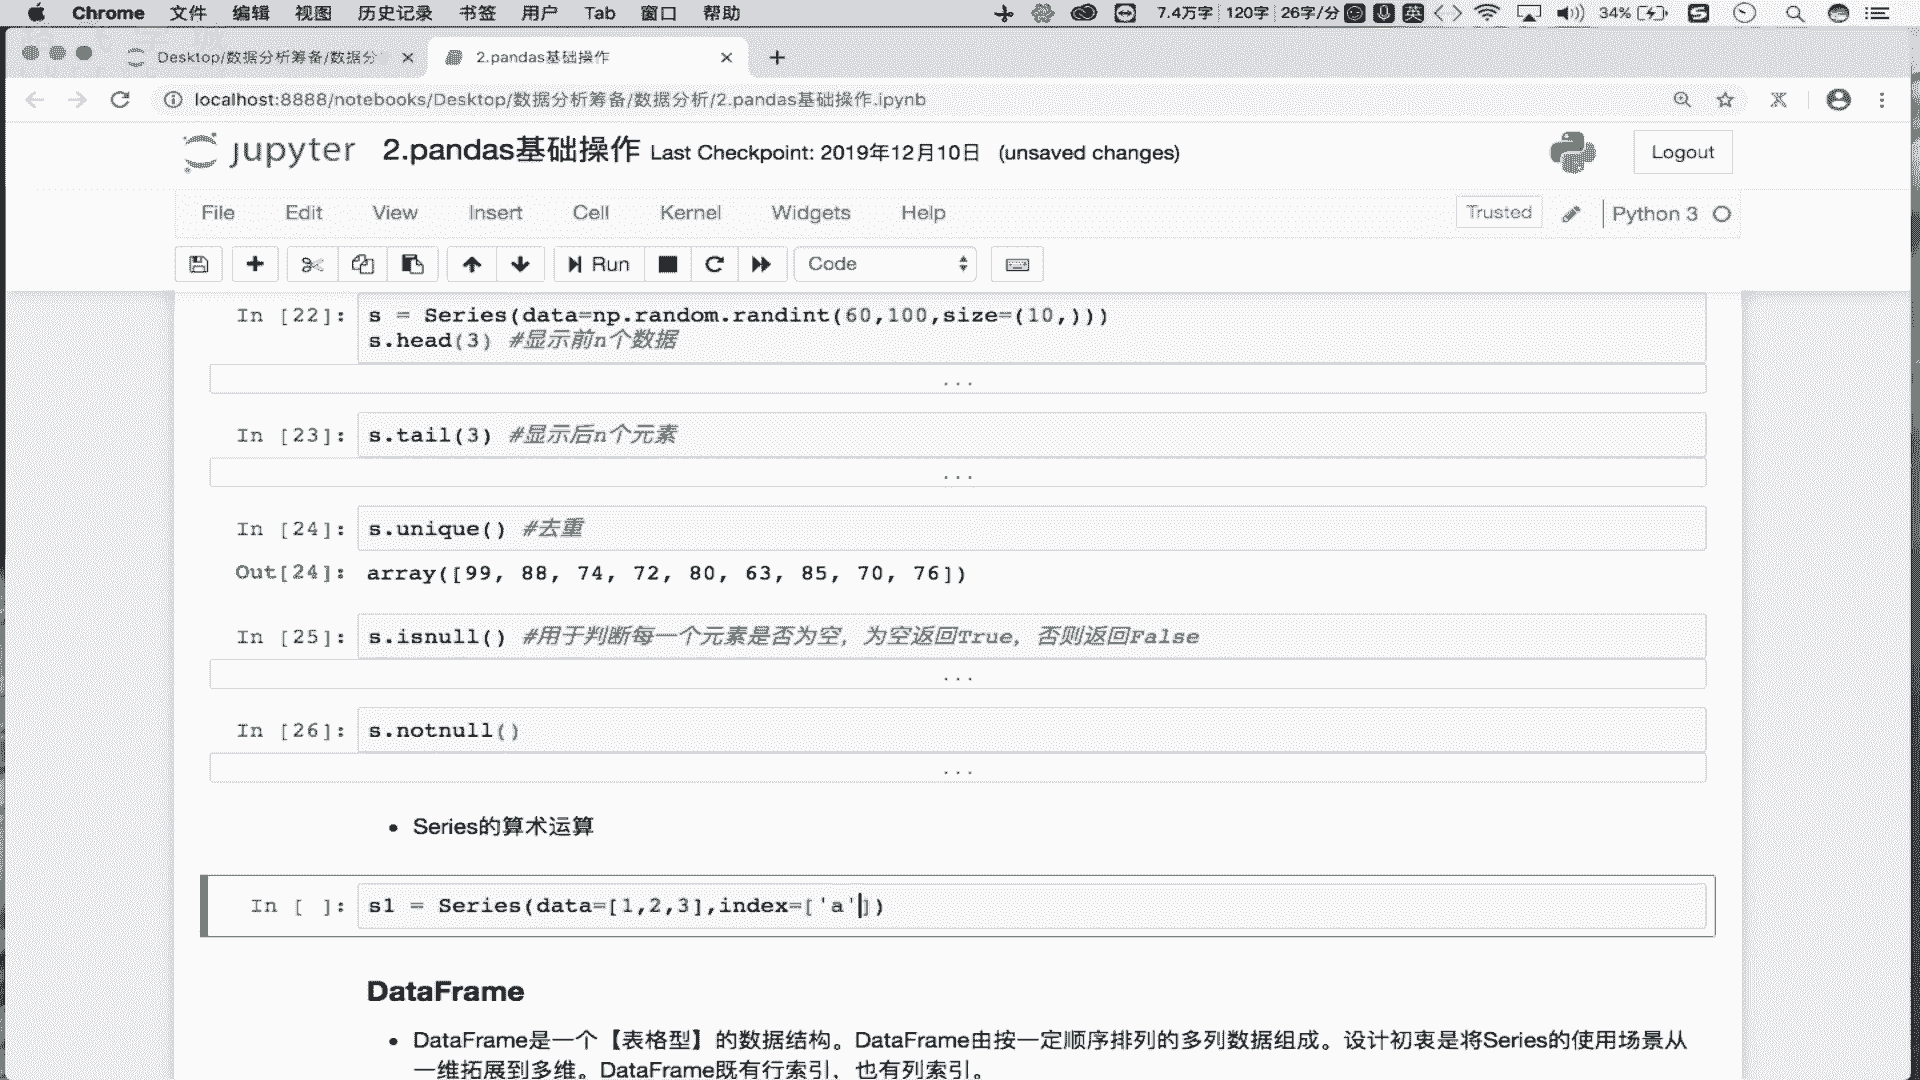 Chrome 文件 编辑 视图 历史记录 书签 用户 Tab 窗口 帮助 7.4万字 120字 26字/分 英 34%
Desktop/数据分析筹备/数据分 2.pandas基础操作
localhost:8888/notebooks/Desktop/数据分析筹备/数据分析/2.pandas基础操作.ipynb
jupyter 2.pandas基础操作 Last Checkpoint: 2019年12月10日 (unsaved changes) Logout
File Edit View Insert Cell Kernel Widgets Help Trusted Python 3
Run Code
In [22]: s = Series(data=np.random.randint(60,100,size=(10,)))
s.head(3) #显示前n个数据
...
In [23]: s.tail(3) #显示后n个元素
...
In [24]: s.unique() #去重
Out[24]: array([99, 88, 74, 72, 80, 63, 85, 70, 76])
In [25]: s.isnull() #用于判断每一个元素是否为空，为空返回True，否则返回False
...
In [26]: s.notnull()
...
• Series的算术运算
In [ ]: s1 = Series(data=[1,2,3],index=['a'])
DataFrame
• DataFrame是一个【表格型】的数据结构。DataFrame由按一定顺序排列的多列数据组成。设计初衷是将Series的使用场景从
一维拓展到多维。DataFrame既有行索引，也有列索引。